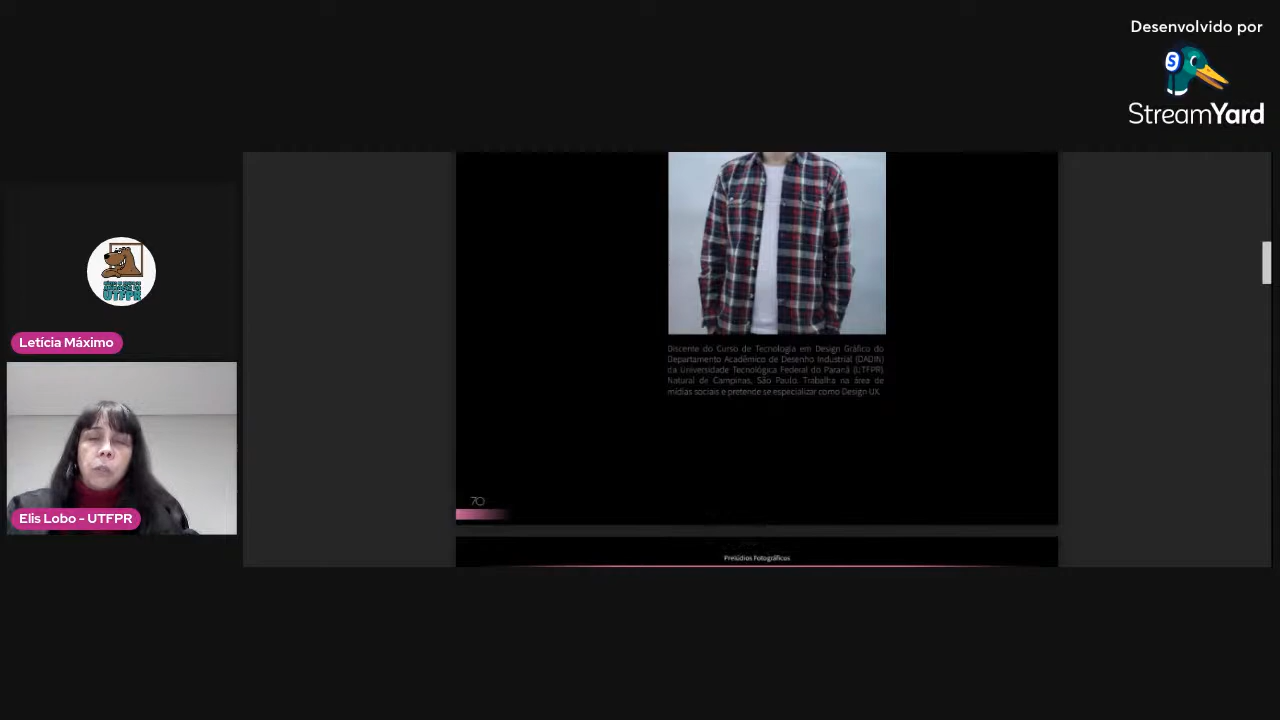 Desenvolvido por
StreamYard
UTFPR
Letícia Máximo
Elis Lobo - UTFPR
Discente do Curso de Tecnologia em Design Gráfico do
Departamento Acadêmico de Desenho Industrial (DADIN)
da Universidade Tecnológica Federal do Paraná (UTFPR)
Natural de Campinas, São Paulo. Trabalha na área de
mídias sociais e pretende se especializar como Design UX.
70
Prelúdios Fotográficos